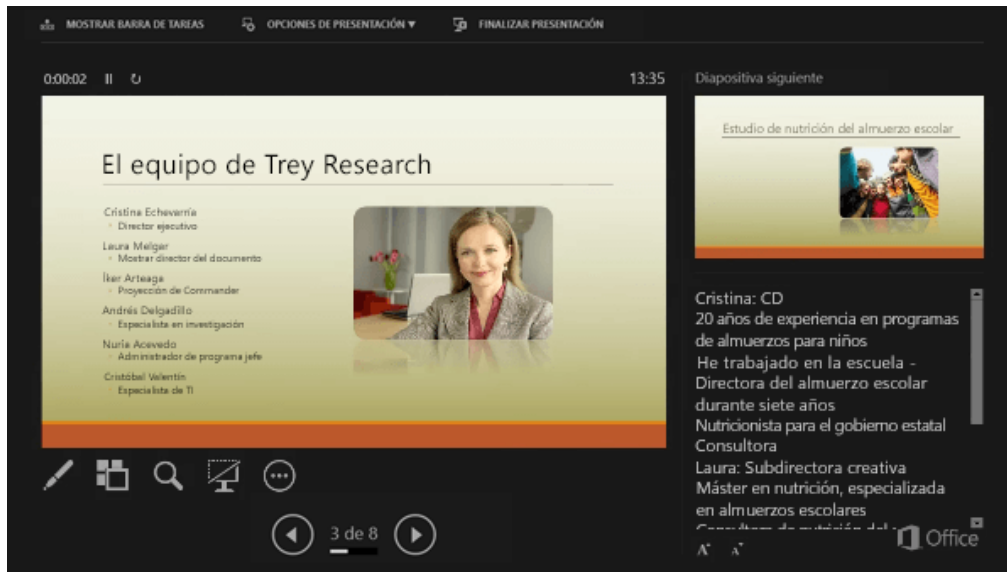 MOSTRAR BARRA DE TAREAS
OPCIONES DE PRESENTACIÓN ▼
FINALIZAR PRESENTACIÓN
0:00:02
13:35
El equipo de Trey Research
Cristina Echeverría
Director ejecutivo
Laura Melger
Mostrar director del documento
Íker Arteaga
Proyección de Commander
Andrés Delgadillo
Especialista en investigación
Nuria Acevedo
Administrador de programa jefe
Cristóbal Valentín
Especialista de TI
3 de 8
Diapositiva siguiente
Estudio de nutrición del almuerzo escolar
Cristina: CD
20 años de experiencia en programas
de almuerzos para niños
He trabajado en la escuela -
Directora del almuerzo escolar
durante siete años
Nutricionista para el gobierno estatal
Consultora
Laura: Subdirectora creativa
Máster en nutrición, especializada
en almuerzos escolares
A A
Office